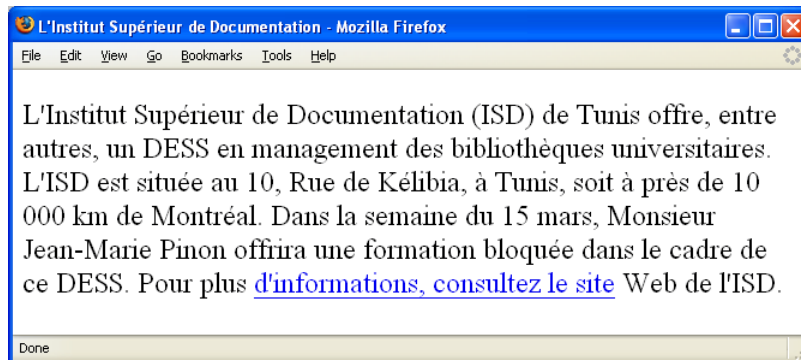 L'Institut Supérieur de Documentation - Mozilla Firefox
File Edit View Go Bookmarks Tools Help
L'Institut Supérieur de Documentation (ISD) de Tunis offre, entre
autres, un DESS en management des bibliothèques universitaires.
L'ISD est située au 10, Rue de Kélibia, à Tunis, soit à près de 10
000 km de Montréal. Dans la semaine du 15 mars, Monsieur
Jean-Marie Pinon offrira une formation bloquée dans le cadre de
ce DESS. Pour plus d'informations, consultez le site Web de l'ISD.
Done